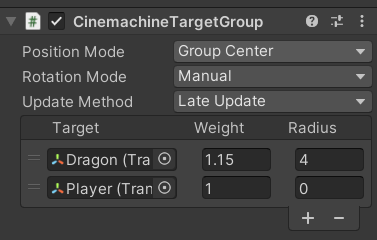 CinemachineTargetGroup
Position Mode Group Center
Rotation Mode Manual
Update Method Late Update
Target Weight Radius
Dragon (Tra 1.15 4
Player (Tran 1 0